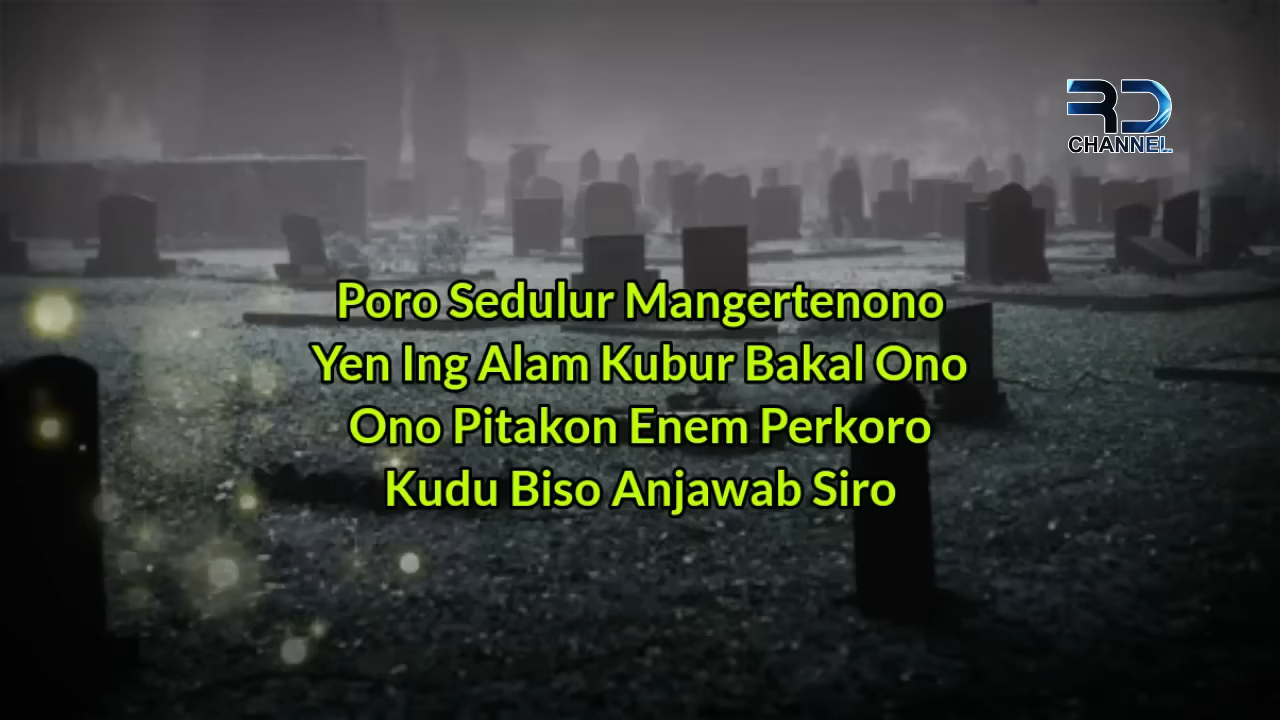 RD
CHANNEL
Poro Sedulur Mangertenono
Yen Ing Alam Kubur Bakal Ono
Ono Pitakon Enem Perkoro
Kudu Biso Anjawab Siro